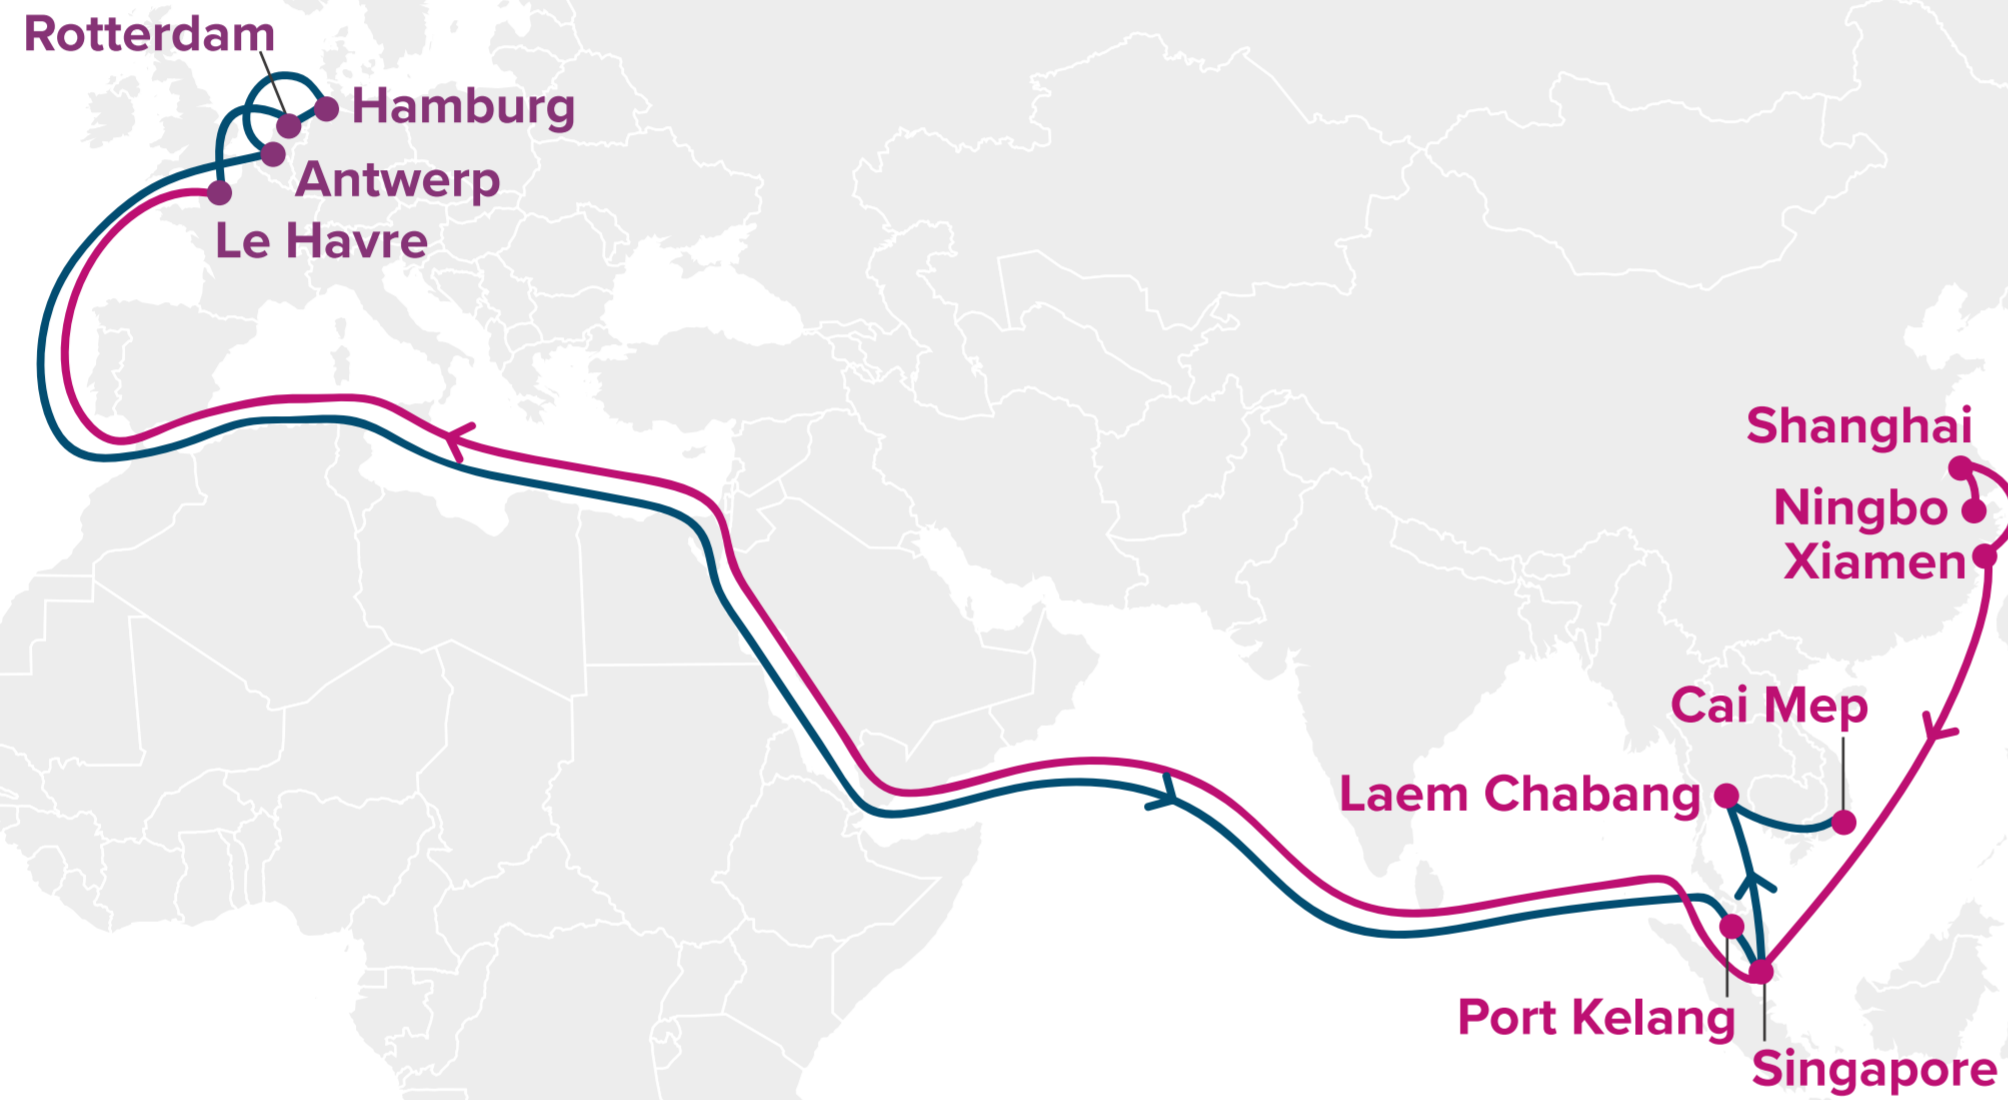 Rotterdam
Hamburg
Antwerp
Le Havre
Shanghai
Ningbo
Xiamen
Cai Mep
Laem Chabang
Port Kelang
Singapore